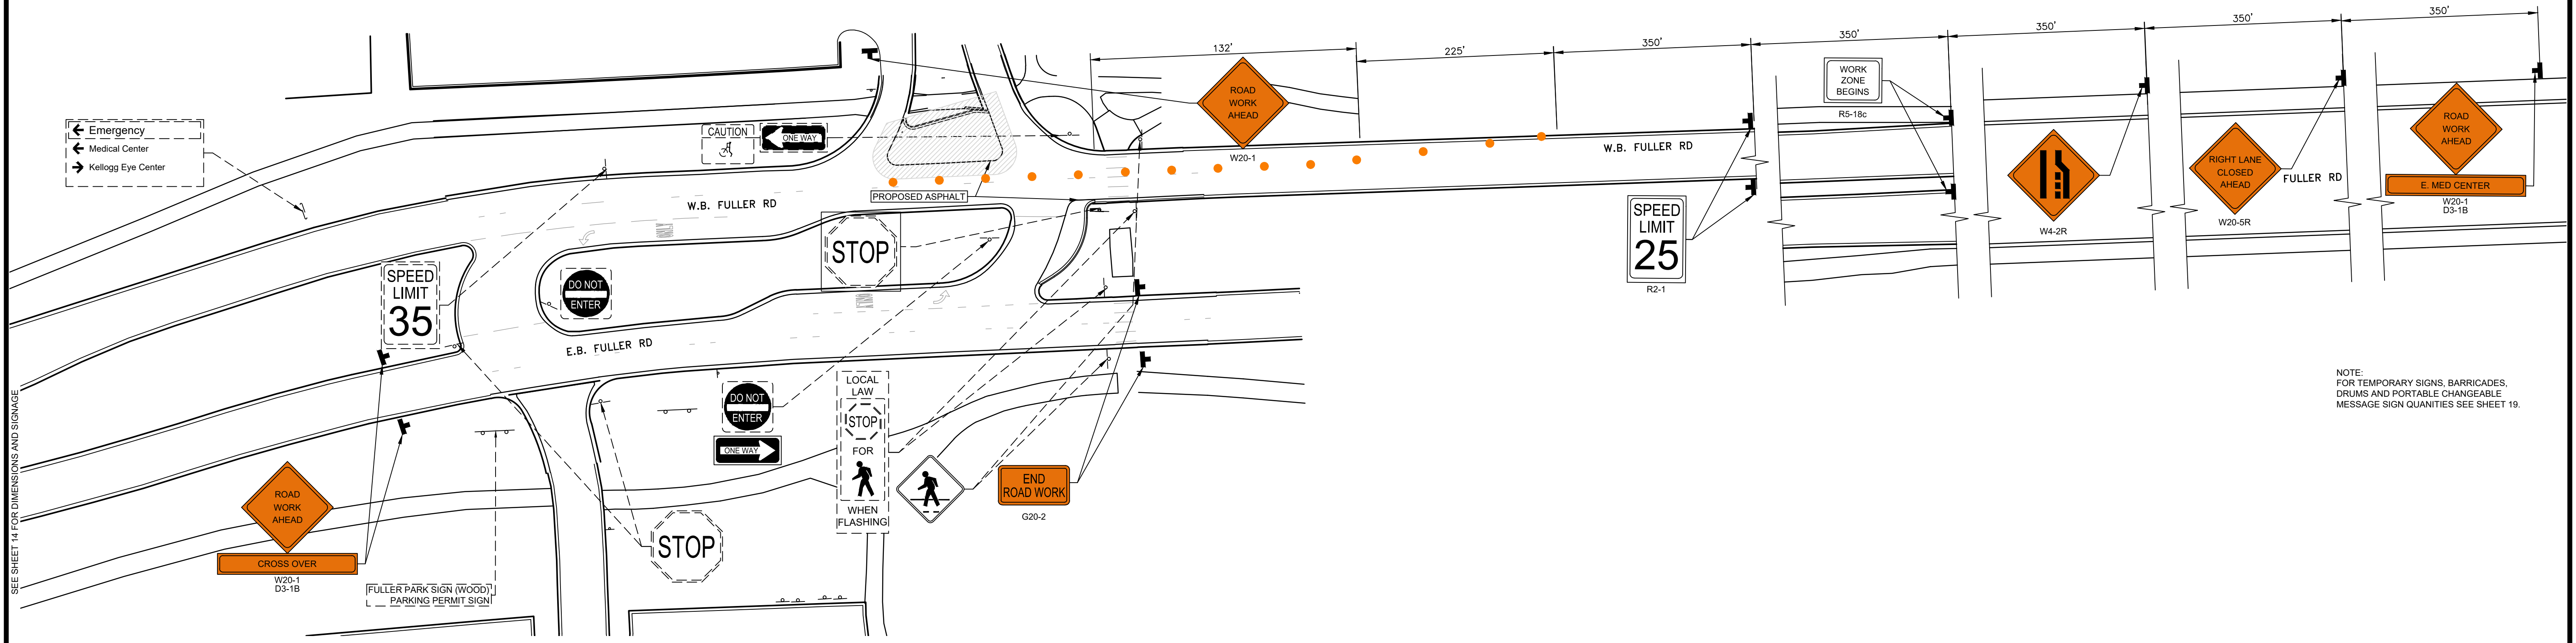 132'
225'
350'
350'
350'
350'
350'
Emergency
Medical Center
Kellogg Eye Center
CAUTION
ONE WAY
ROAD
WORK
AHEAD
W20-1
WORK
ZONE
BEGINS
R5-18c
W.B. FULLER RD
PROPOSED ASPHALT
W.B. FULLER RD
STOP
SPEED
LIMIT
25
R2-1
W4-2R
RIGHT LANE
CLOSED
AHEAD
W20-5R
FULLER RD
ROAD
WORK
AHEAD
E. MED CENTER
W20-1
D3-1B
SPEED
LIMIT
35
DO NOT
ENTER
E.B. FULLER RD
DO NOT
ENTER
ONE WAY
LOCAL
LAW
STOP
FOR
WHEN
FLASHING
END
ROAD WORK
G20-2
NOTE:
FOR TEMPORARY SIGNS, BARRICADES,
DRUMS AND PORTABLE CHANGEABLE
MESSAGE SIGN QUANITIES SEE SHEET 19.
SEE SHEET 14 FOR DIMENSIONS AND SIGNAGE
ROAD
WORK
AHEAD
CROSS OVER
W20-1
D3-1B
FULLER PARK SIGN (WOOD)
PARKING PERMIT SIGN
STOP